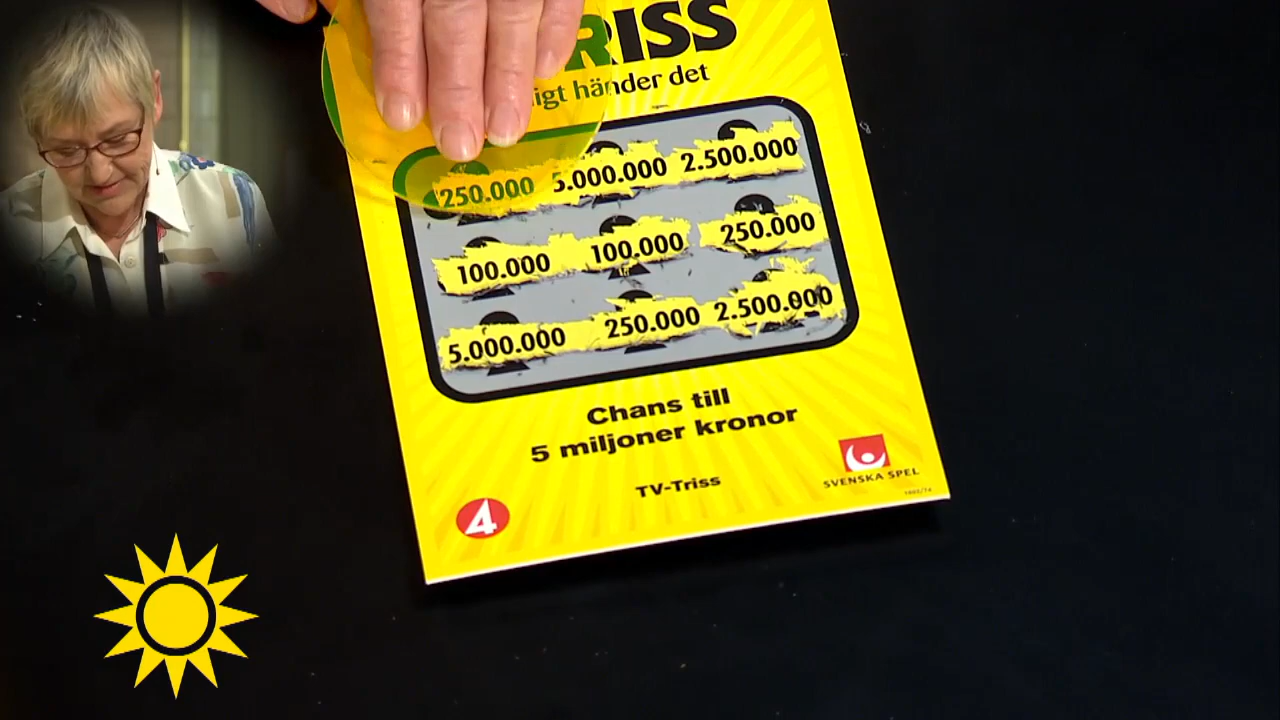 RISS
igt händer det
250.000 5.000.000 2.500.000
100.000 100.000 250.000
5.000.000 250.000 2.500.000
Chans till
5 miljoner kronor
TV-Triss
4
SVENSKA SPEL